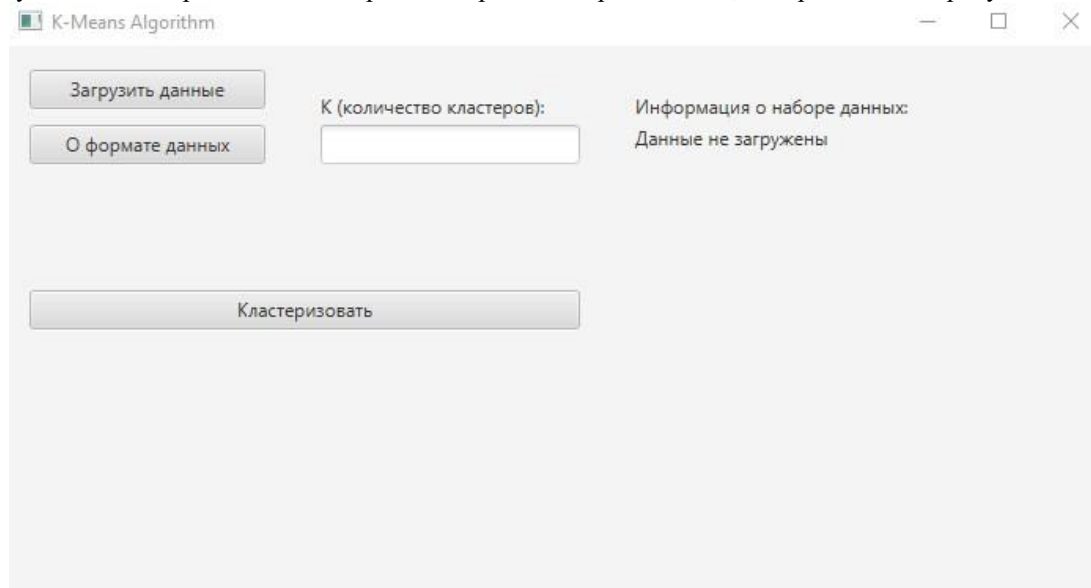 K-Means Algorithm
Загрузить данные
О формате данных
К (количество кластеров):
Информация о наборе данных:
Данные не загружены
Кластеризовать